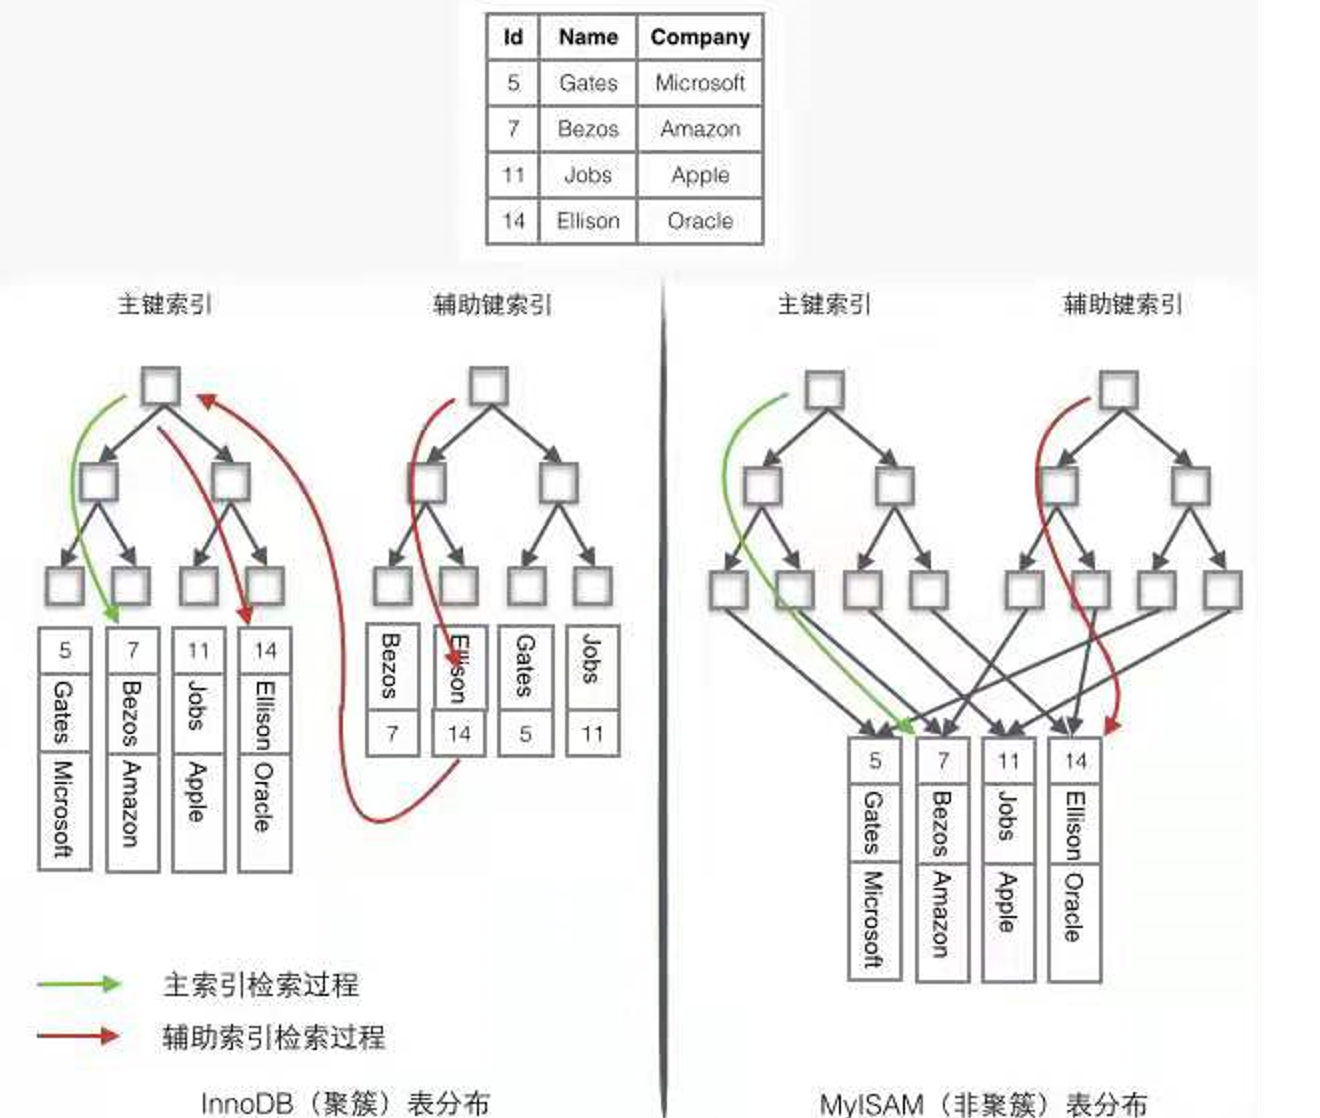 Id Name Company
5 Gates Microsoft
7 Bezos Amazon
11 Jobs Apple
14 Ellison Oracle
主键索引 辅助键索引 主键索引 辅助键索引
5 7 11 14
Gates Bezos Jobs Ellison
Microsoft Amazon Apple Oracle
Bezos Ellison Gates Jobs
7 14 5 11
5 7 11 14
Gates Bezos Jobs Ellison
Microsoft Amazon Apple Oracle
主索引检索过程
辅助索引检索过程
InnoDB（聚簇）表分布 MyISAM（非聚簇）表分布